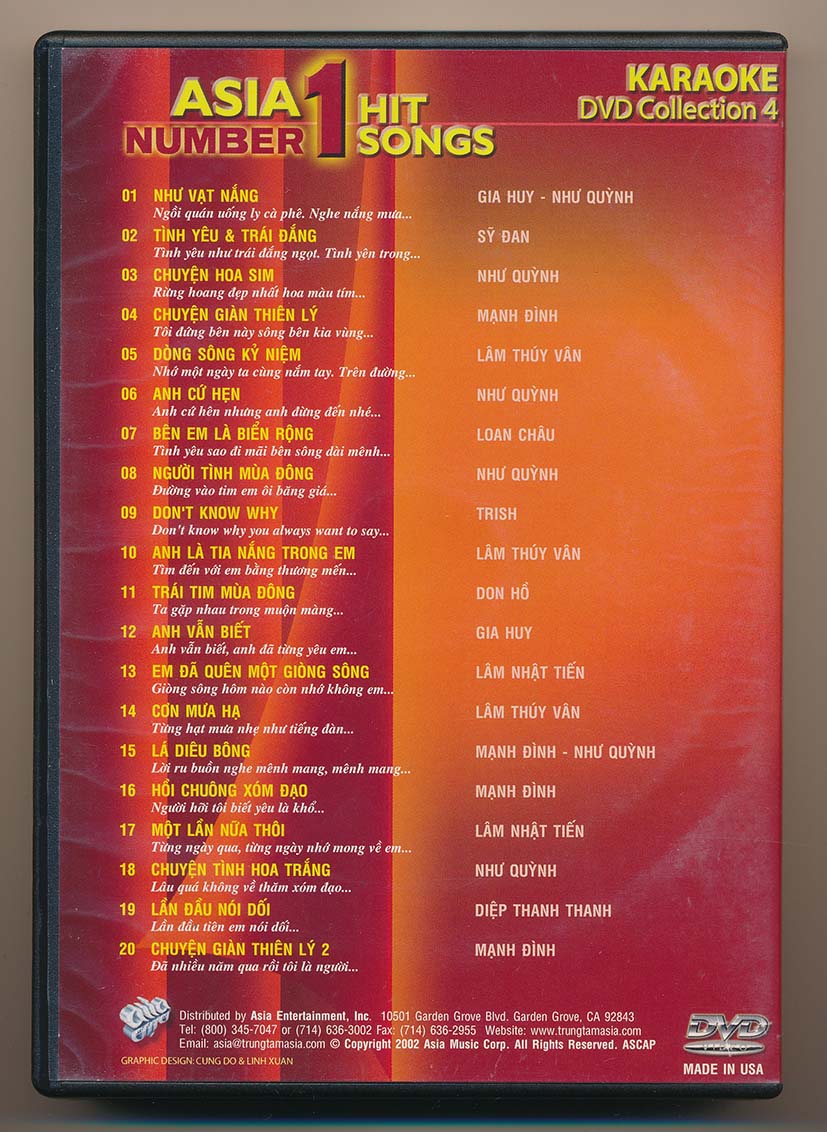 ASIA 1 HIT
NUMBER SONGS
KARAOKE
DVD Collection 4
01 NHƯ VẠT NẮNG GIA HUY - NHƯ QUỲNH
Ngồi quán uống ly cà phê. Nghe nắng mưa...
02 TÌNH YÊU & TRÁI ĐẮNG SỸ ĐAN
Tình yêu như trái đắng ngọt. Tình yên trong...
03 CHUYỆN HOA SIM NHƯ QUỲNH
Rừng hoang đẹp nhất hoa màu tím...
04 CHUYỆN GIÀN THIÊN LÝ MẠNH ĐÌNH
Tôi đứng bên này sông bên kia vùng...
05 DÒNG SÔNG KỶ NIỆM LÂM THÚY VÂN
Nhớ một ngày ta cùng nắm tay. Trên đường...
06 ANH CỨ HẸN NHƯ QUỲNH
Anh cứ hên nhưng anh đừng đến nhé...
07 BÊN EM LÀ BIỂN RỘNG LOAN CHÂU
Tình yêu sao đi mãi bên sông dài mênh...
08 NGƯỜI TÌNH MÙA ĐÔNG NHƯ QUỲNH
Đường vào tim em ôi băng giá...
09 DON'T KNOW WHY TRISH
Don't know why you always want to say...
10 ANH LÀ TIA NẮNG TRONG EM LÂM THÚY VÂN
Tìm đến với em bằng thương mến...
11 TRÁI TIM MÙA ĐÔNG DON HỒ
Ta gặp nhau trong muộn màng...
12 ANH VẪN BIẾT GIA HUY
Anh vẫn biết, anh đã từng yêu em...
13 EM ĐÃ QUÊN MỘT GIÒNG SÔNG LÂM NHẬT TIẾN
Giòng sông hôm nào còn nhớ không em...
14 CƠN MƯA HẠ LÂM THÚY VÂN
Từng hạt mưa nhẹ như tiếng đàn...
15 LÁ DIÊU BÔNG MẠNH ĐÌNH - NHƯ QUỲNH
Lời ru buồn nghe mênh mang, mênh mang...
16 HỒI CHUÔNG XÓM ĐẠO MẠNH ĐÌNH
Người hỡi tôi biết yêu là khổ...
17 MỘT LẦN NỮA THÔI LÂM NHẬT TIẾN
Từng ngày qua, từng ngày nhớ mong về em...
18 CHUYỆN TÌNH HOA TRẮNG NHƯ QUỲNH
Lâu quá không về thăm xóm đạo...
19 LẦN ĐẦU NÓI DỐI DIỆP THANH THANH
Lần đầu tiên em nói dối...
20 CHUYỆN GIÀN THIÊN LÝ 2 MẠNH ĐÌNH
Đã nhiều năm qua rồi tôi là người...
Distributed by Asia Entertainment, Inc. 10501 Garden Grove Blvd. Garden Grove, CA 92843
Tel: (800) 345-7047 or (714) 636-3002 Fax: (714) 636-2955 Website: www.trungtamasia.com
Email: asia@trungtamasia.com © Copyright 2002 Asia Music Corp. All Rights Reserved. ASCAP
GRAPHIC DESIGN: CUNG DO & LINH XUAN
DVD
VIDEO
MADE IN USA